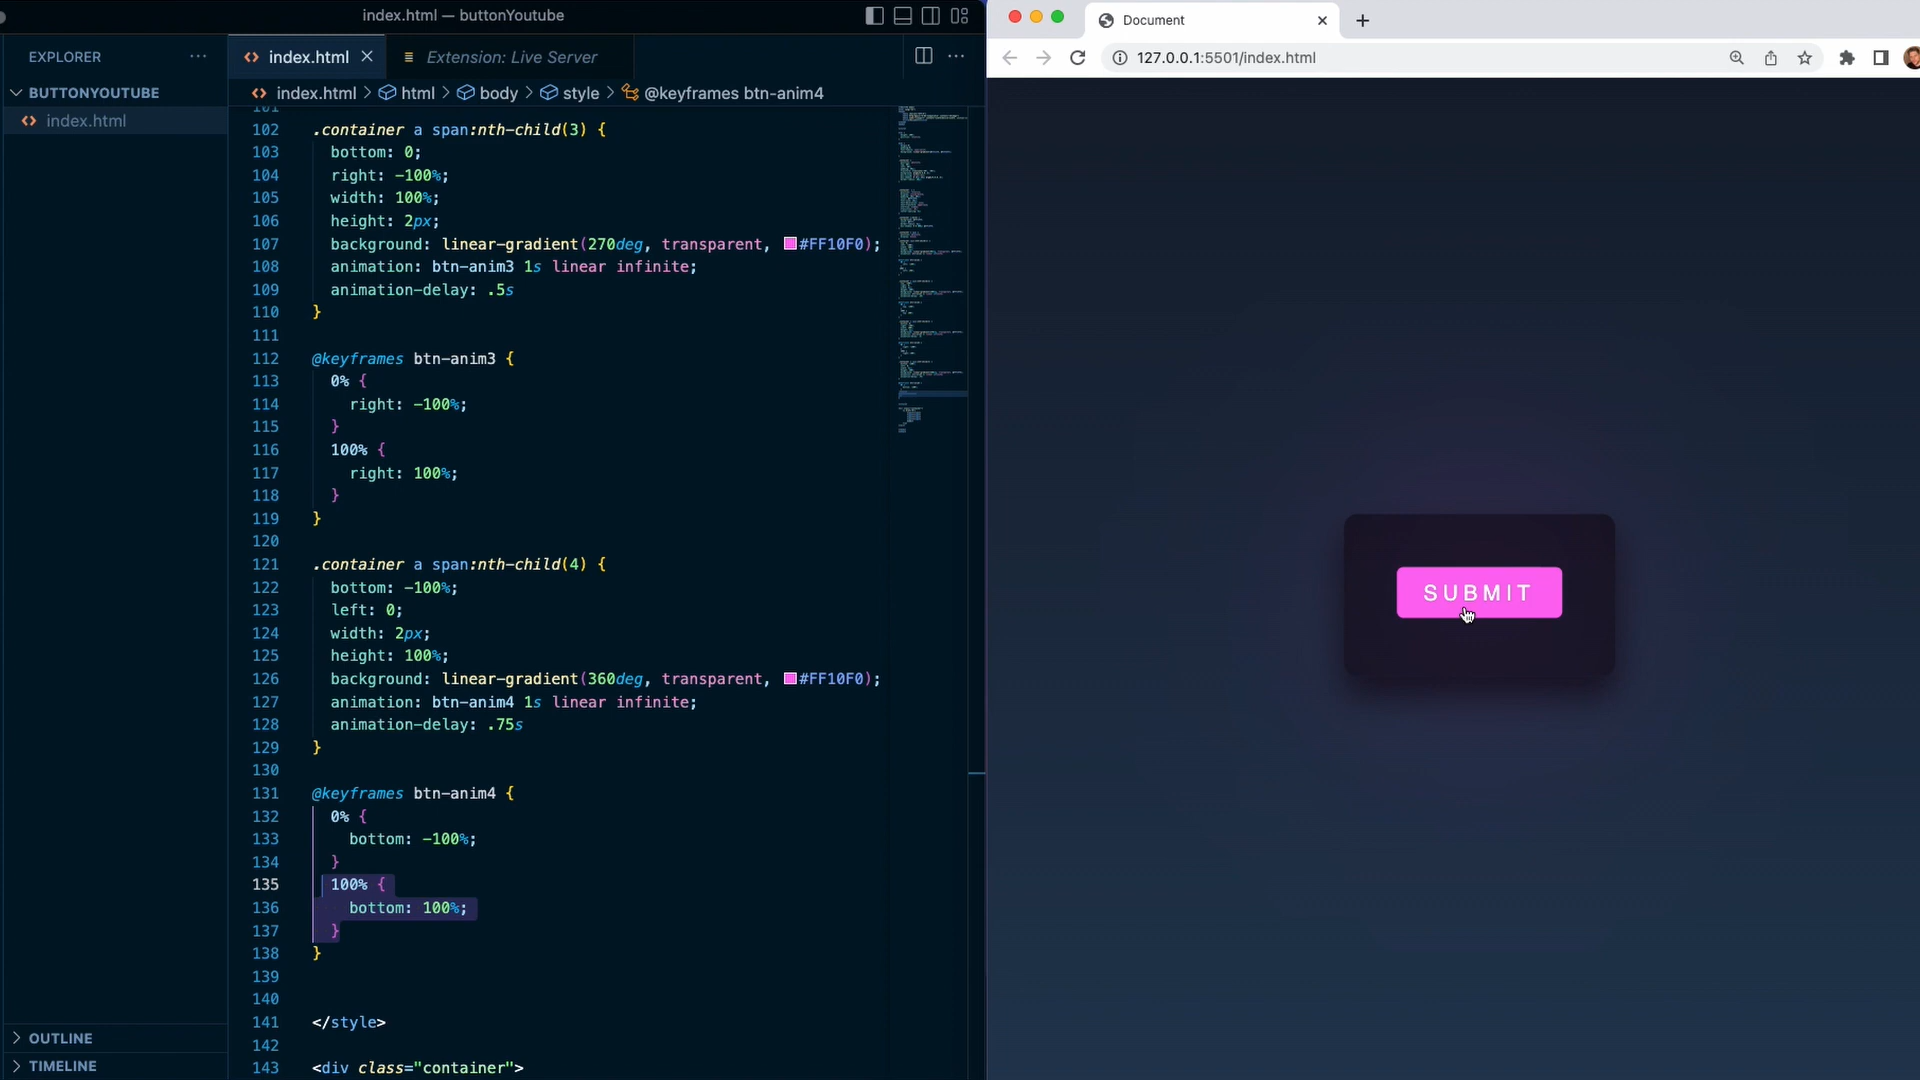 index.html — buttonYoutube
EXPLORER
index.html
Extension: Live Server
BUTTONYOUTUBE
index.html
index.html > html > body > style > @keyframes btn-anim4
101
102 .container a span:nth-child(3) {
103 bottom: 0;
104 right: -100%;
105 width: 100%;
106 height: 2px;
107 background: linear-gradient(270deg, transparent, #FF10F0);
108 animation: btn-anim3 1s linear infinite;
109 animation-delay: .5s
110 }
111
112 @keyframes btn-anim3 {
113 0% {
114 right: -100%;
115 }
116 100% {
117 right: 100%;
118 }
119 }
120
121 .container a span:nth-child(4) {
122 bottom: -100%;
123 left: 0;
124 width: 2px;
125 height: 100%;
126 background: linear-gradient(360deg, transparent, #FF10F0);
127 animation: btn-anim4 1s linear infinite;
128 animation-delay: .75s
129 }
130
131 @keyframes btn-anim4 {
132 0% {
133 bottom: -100%;
134 }
135 100% {
136 bottom: 100%;
137 }
138 }
139
140
141 </style>
142
143 <div class="container">
OUTLINE
TIMELINE
Document
127.0.0.1:5501/index.html
SUBMIT